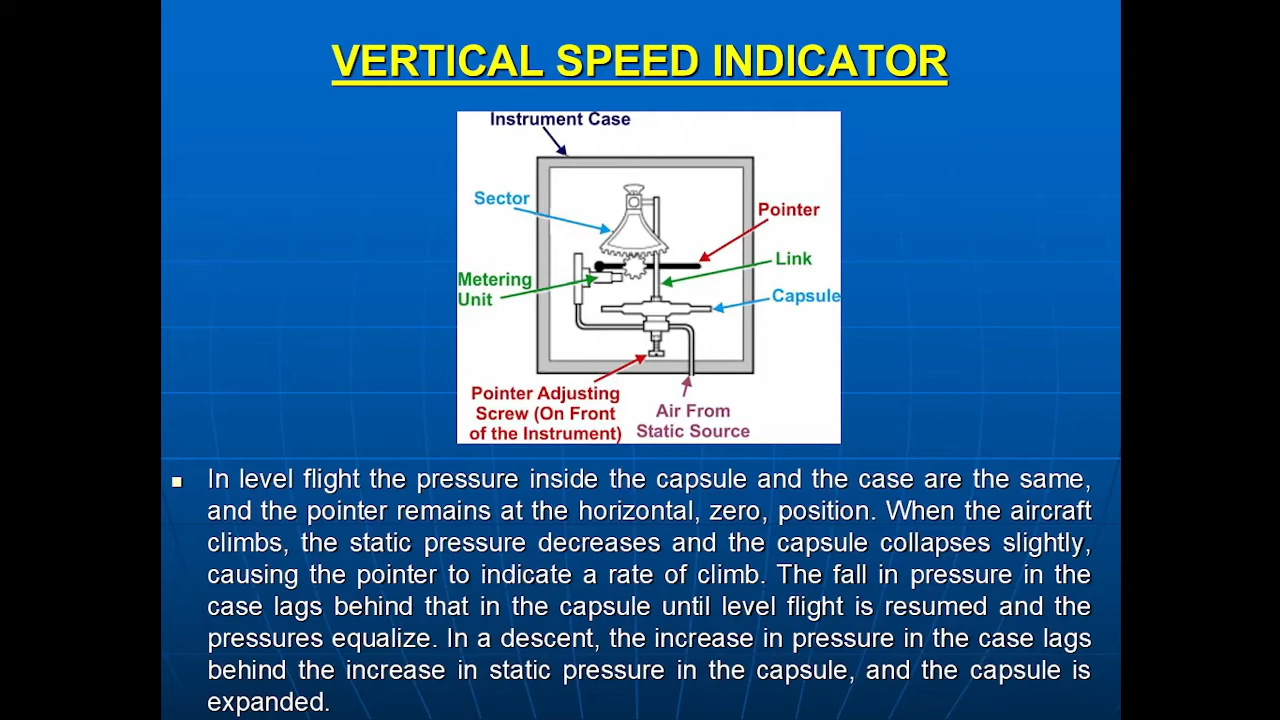 VERTICAL SPEED INDICATOR
Instrument Case
Sector
Pointer
Link
Metering
Unit
Capsule
Pointer Adjusting
Screw (On Front
of the Instrument)
Air From
Static Source
In level flight the pressure inside the capsule and the case are the same,
and the pointer remains at the horizontal, zero, position. When the aircraft
climbs, the static pressure decreases and the capsule collapses slightly,
causing the pointer to indicate a rate of climb. The fall in pressure in the
case lags behind that in the capsule until level flight is resumed and the
pressures equalize. In a descent, the increase in pressure in the case lags
behind the increase in static pressure in the capsule, and the capsule is
expanded.